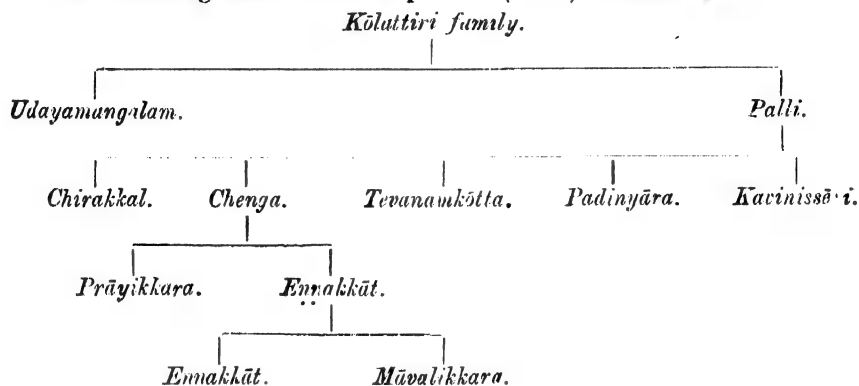 Kōlattiri family.
Udayamangalam. Palli.
Chirakkal. Chenga. Tevanamkōtta. Padinyāra. Kavinissēri.
Prāyikkara. Ennakkāt.
Ennakkāt. Māvalikkara.